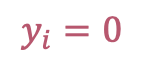 yᵢ = 0